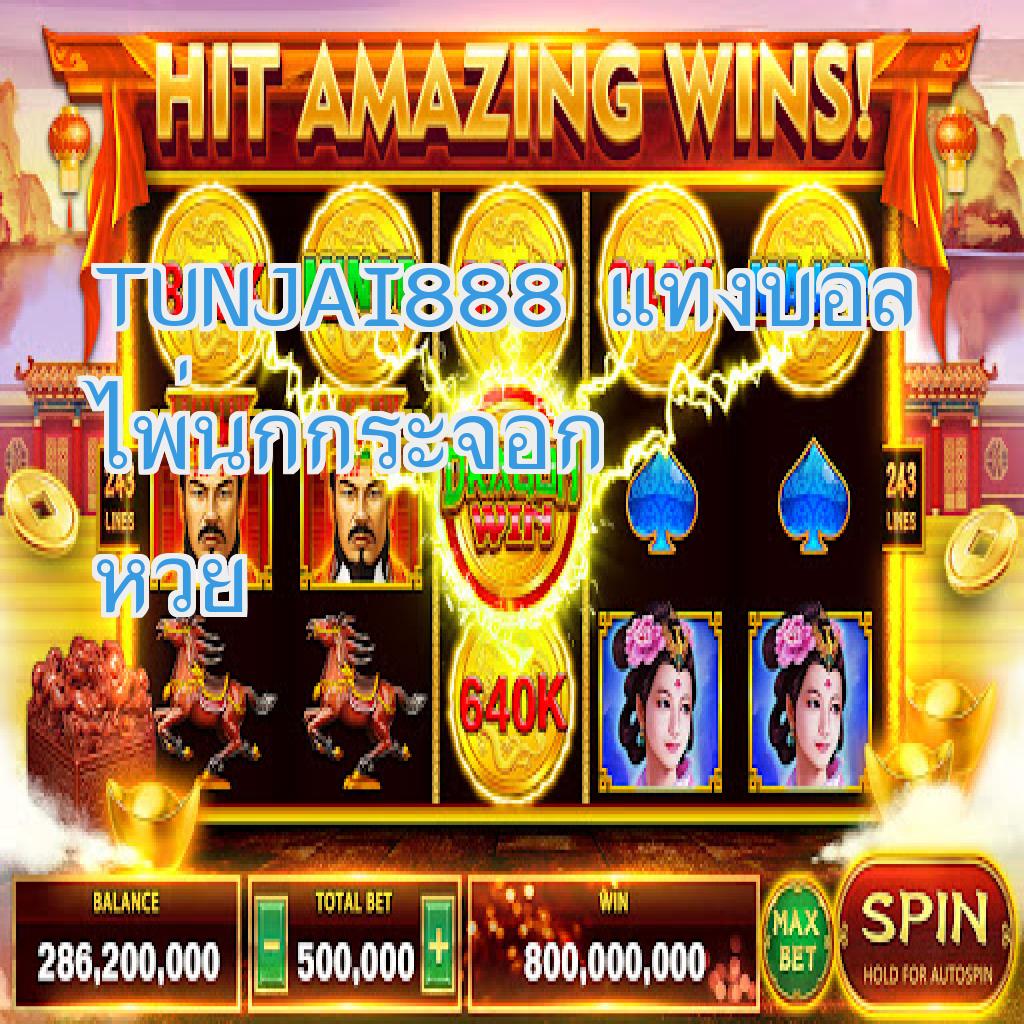 HIT AMAZING WINS!
TUNJAI888 แทงบอล
ไพ่นกกระจอก
หวย
DRAGON
WIN
243
LINES
243
LINES
640K
BALANCE
TOTAL BET
WIN
286,200,000
-
500,000
+
800,000,000
MAX
BET
SPIN
HOLD FOR AUTOSPIN